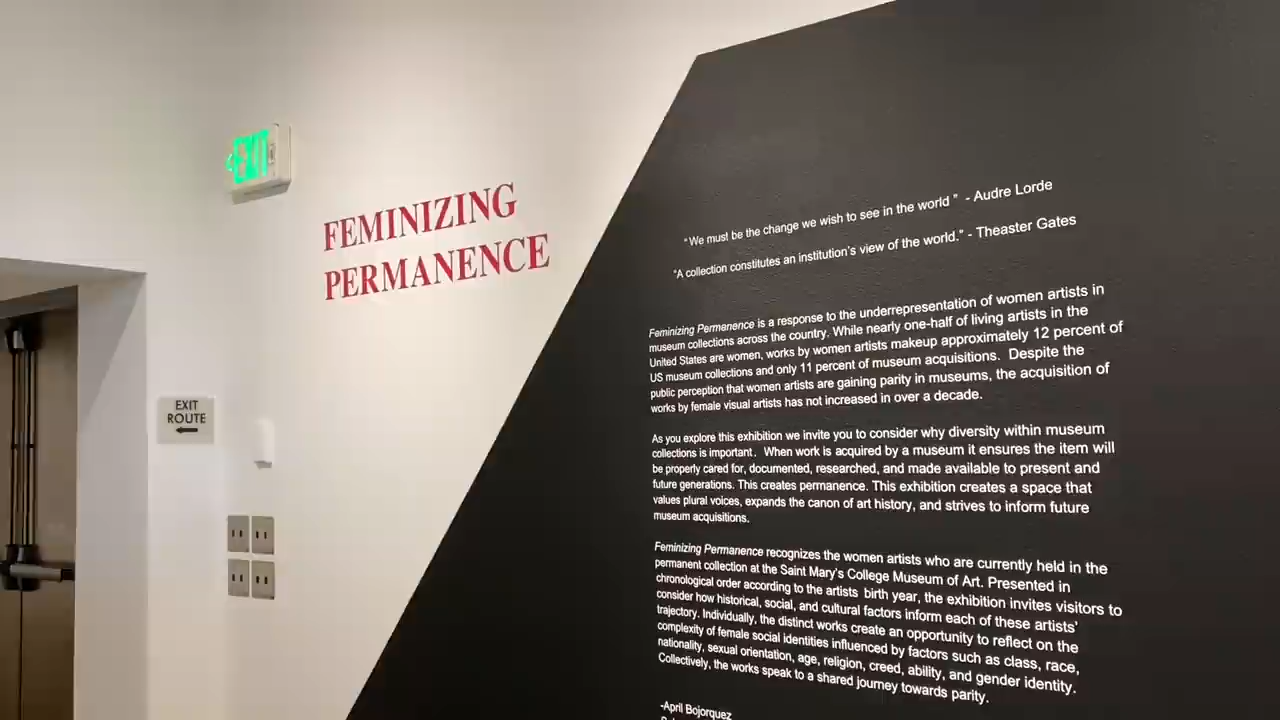 EXIT
FEMINIZING
PERMANENCE
EXIT
ROUTE
"We must be the change we wish to see in the world " - Audre Lorde
"A collection constitutes an institution's view of the world." - Theaster Gates
Feminizing Permanence is a response to the underrepresentation of women artists in
museum collections across the country. While nearly one-half of living artists in the
United States are women, works by women artists makeup approximately 12 percent of
US museum collections and only 11 percent of museum acquisitions. Despite the
public perception that women artists are gaining parity in museums, the acquisition of
works by female visual artists has not increased in over a decade.
As you explore this exhibition we invite you to consider why diversity within museum
collections is important. When work is acquired by a museum it ensures the item will
be properly cared for, documented, researched, and made available to present and
future generations. This creates permanence. This exhibition creates a space that
values plural voices, expands the canon of art history, and strives to inform future
museum acquisitions.
Feminizing Permanence recognizes the women artists who are currently held in the
permanent collection at the Saint Mary's College Museum of Art. Presented in
chronological order according to the artists birth year, the exhibition invites visitors to
consider how historical, social, and cultural factors inform each of these artists'
trajectory. Individually, the distinct works create an opportunity to reflect on the
complexity of female social identities influenced by factors such as class, race,
nationality, sexual orientation, age, religion, creed, ability, and gender identity.
Collectively, the works speak to a shared journey towards parity.
-April Bojorquez